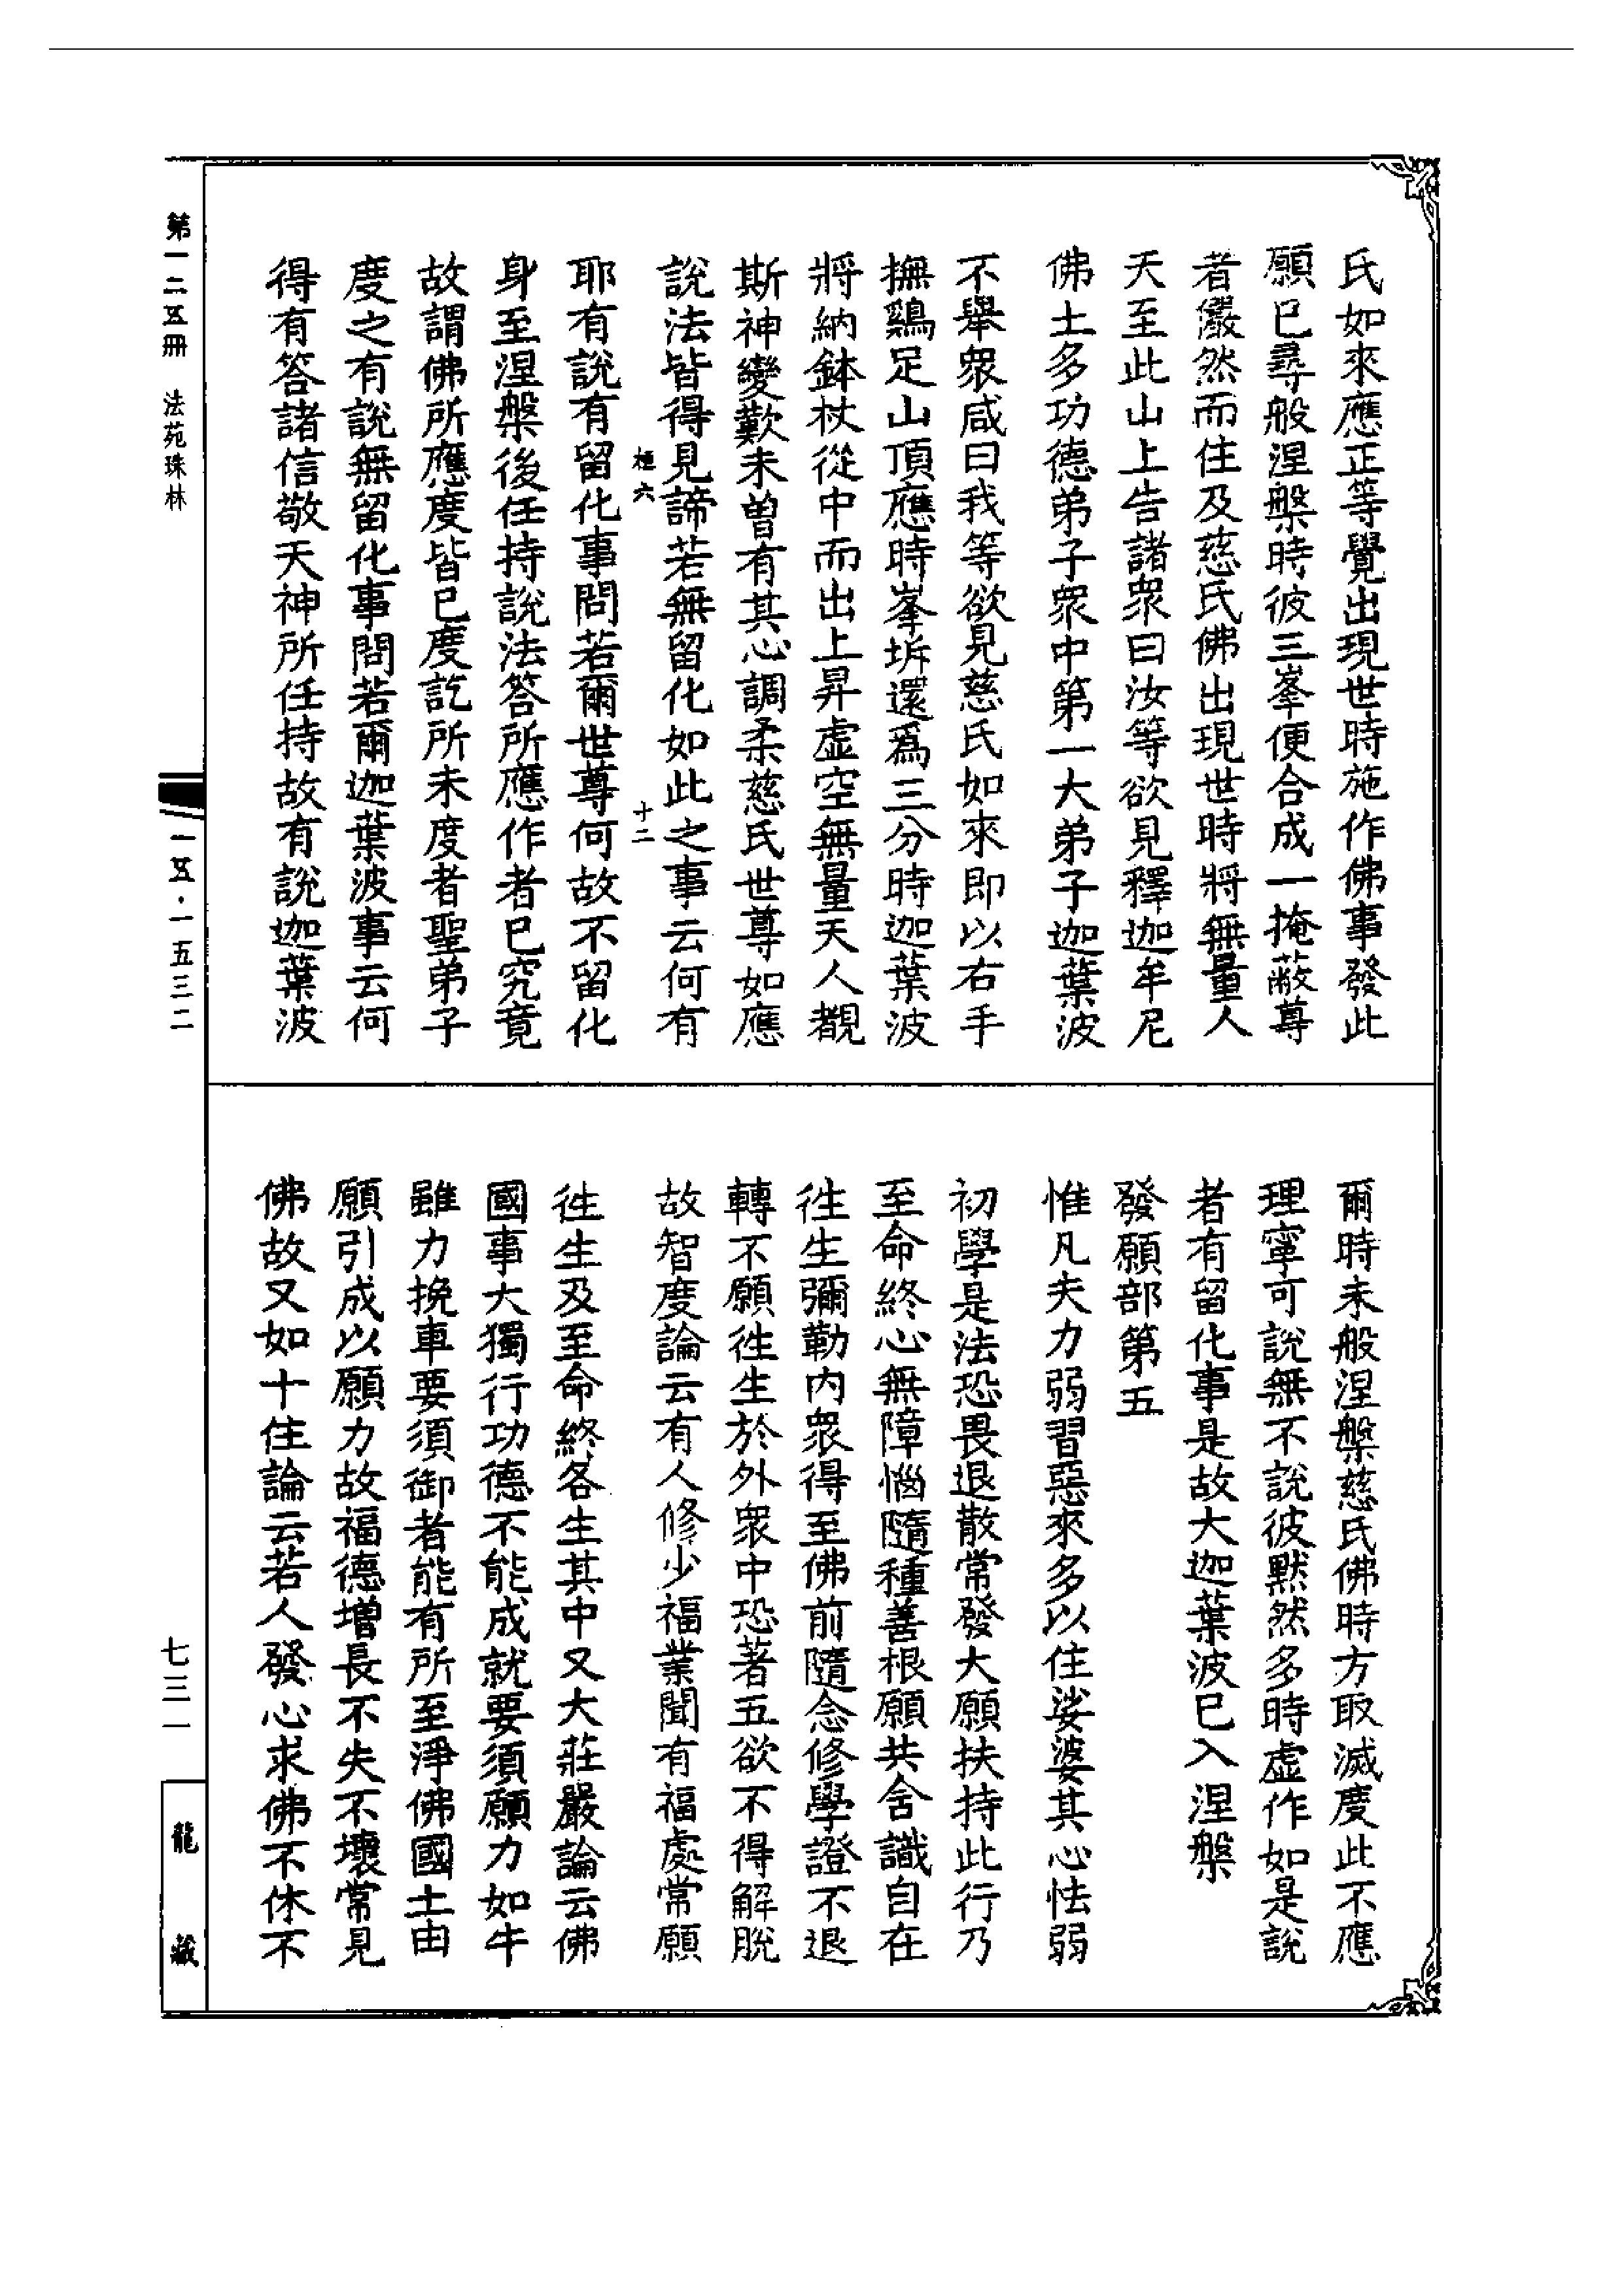 氏如來應正等覺出現世時施作佛事發此
願已尋般涅槃時彼三峯便合成一掩蔽尊
者儼然而住及慈氏佛出現世時將無量人
天至此山上告諸衆曰汝等欲見釋迦牟尼
佛土多功德弟子衆中第一大弟子迦葉波
不舉衆咸曰我等欲見慈氏如來即以右手
撫鷄足山頂應時峯坼還爲三分時迦葉波
將納鉢杖從中而出上昇虛空無量天人覩
斯神變歎未曾有其心調柔慈氏世尊如應
說法皆得見諦若無留化如此之事云何有
桓六 十二
耶有說有留化事問若爾世尊何故不留化
身至涅槃後任持說法答所應作者已究竟
故謂佛所應度皆已度訖所未度者聖弟子
度之有說無留化事問若爾迦葉波事云何
得有答諸信敬天神所任持故有說迦葉波
爾時未般涅槃慈氏佛時方取滅度此不應
理寧可說無不說彼默然多時虛作如是說
者有留化事是故大迦葉波已入涅槃
發願部第五
惟凡夫力弱習惡來多以住娑婆其心怯弱
初學是法恐畏退散常發大願扶持此行乃
至命終心無障惱隨種善根願共含識自在
往生彌勒內衆得至佛前隨念修學證不退
轉不願往生於外衆中恐著五欲不得解脫
故智度論云有人修少福業聞有福處常願
往生及至命終各生其中又大莊嚴論云佛
國事大獨行功德不能成就要須願力如牛
雖力挽車要須御者能有所至淨佛國土由
願引成以願力故福德增長不失不壞常見
佛故又如十住論云若人發心求佛不休不
第一二五冊 法苑珠林
一五·一五三二
七三一
龍藏